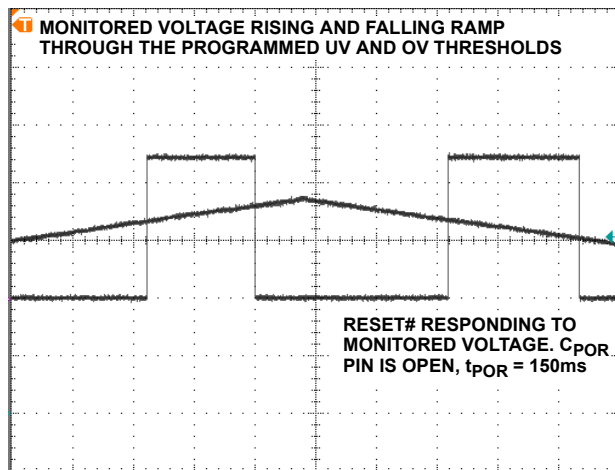 T MONITORED VOLTAGE RISING AND FALLING RAMP
THROUGH THE PROGRAMMED UV AND OV THRESHOLDS
RESET# RESPONDING TO
MONITORED VOLTAGE. CPOR
PIN IS OPEN, tPOR = 150ms